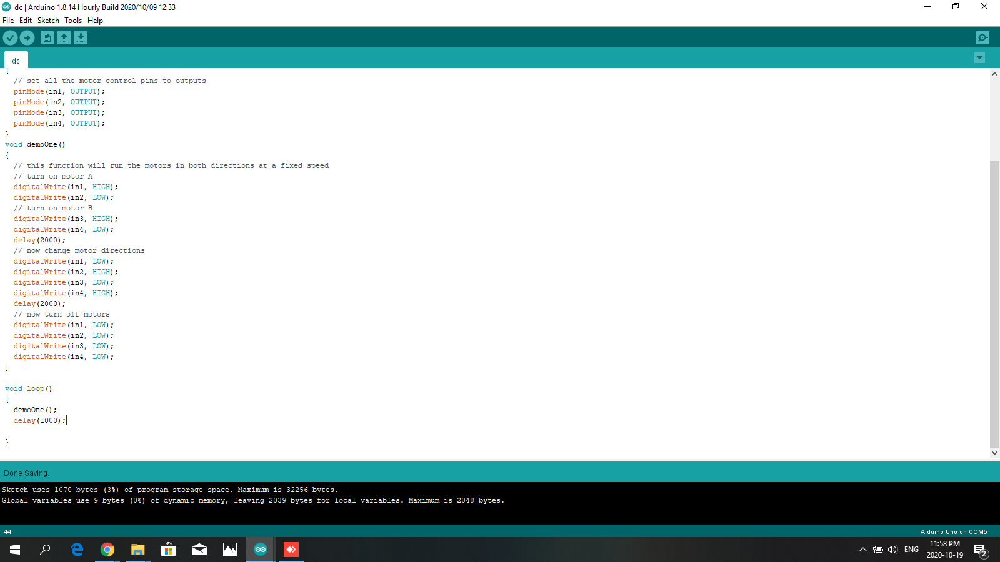 dc | Arduino 1.8.14 Hourly Build 2020/10/09 12:33
File Edit Sketch Tools Help
dc
{
// set all the motor control pins to outputs
pinMode(in1, OUTPUT);
pinMode(in2, OUTPUT);
pinMode(in3, OUTPUT);
pinMode(in4, OUTPUT);
}
void demoOne()
{
// this function will run the motors in both directions at a fixed speed
// turn on motor A
digitalWrite(in1, HIGH);
digitalWrite(in2, LOW);
// turn on motor B
digitalWrite(in3, HIGH);
digitalWrite(in4, LOW);
delay(2000);
// now change motor directions
digitalWrite(in1, LOW);
digitalWrite(in2, HIGH);
digitalWrite(in3, LOW);
digitalWrite(in4, HIGH);
delay(2000);
// now turn off motors
digitalWrite(in1, LOW);
digitalWrite(in2, LOW);
digitalWrite(in3, LOW);
digitalWrite(in4, LOW);
}
void loop()
{
demoOne();
delay(1000);
}
Done Saving.
Sketch uses 1070 bytes (3%) of program storage space. Maximum is 32256 bytes.
Global variables use 9 bytes (0%) of dynamic memory, leaving 2039 bytes for local variables. Maximum is 2048 bytes.
44
Arduino Uno on COM5
ENG
11:58 PM
2020-10-19
2